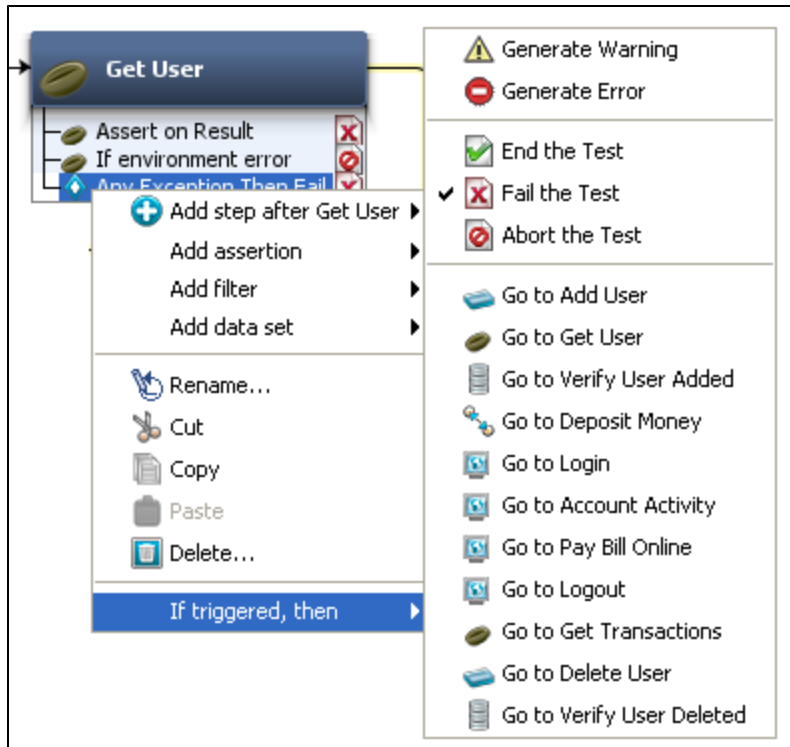 Get User
Assert on Result
If environment error
Any Exception Then Fail
Add step after Get User
Add assertion
Add filter
Add data set
Rename...
Cut
Copy
Paste
Delete...
If triggered, then
Generate Warning
Generate Error
End the Test
Fail the Test
Abort the Test
Go to Add User
Go to Get User
Go to Verify User Added
Go to Deposit Money
Go to Login
Go to Account Activity
Go to Pay Bill Online
Go to Logout
Go to Get Transactions
Go to Delete User
Go to Verify User Deleted